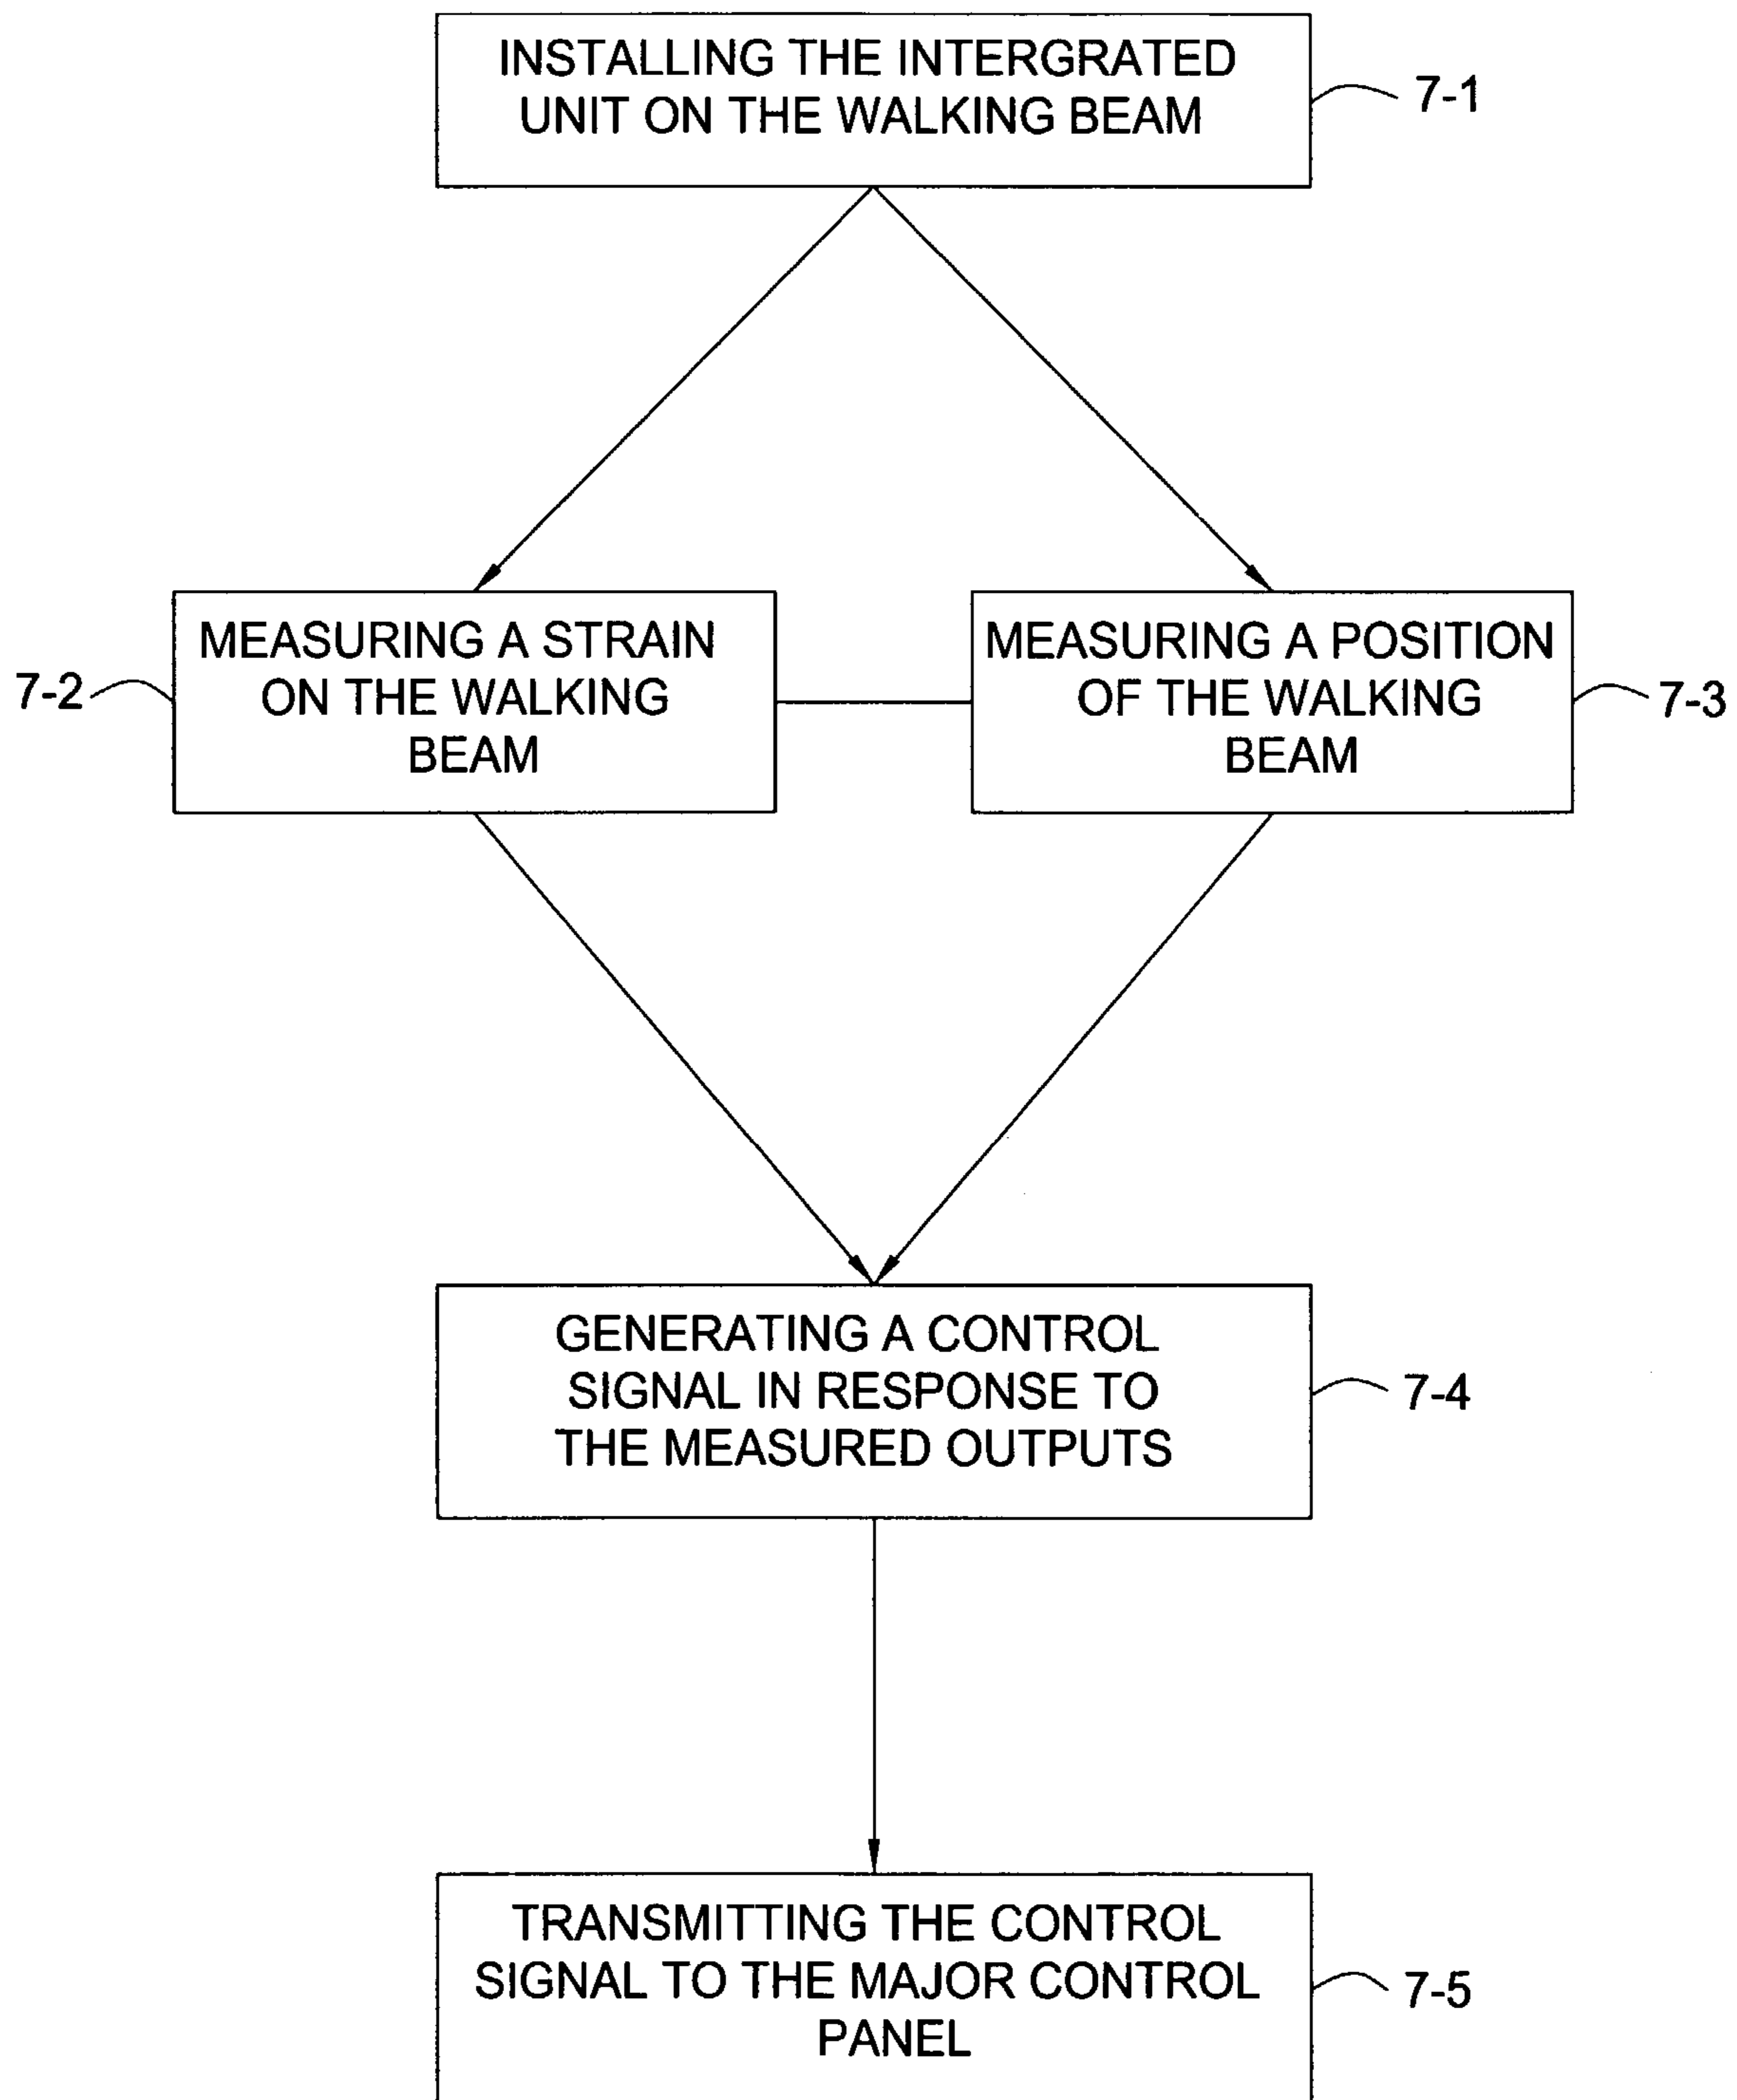 INSTALLING THE INTERGRATED
UNIT ON THE WALKING BEAM
7-1
MEASURING A STRAIN
ON THE WALKING
BEAM
7-2
MEASURING A POSITION
OF THE WALKING
BEAM
7-3
GENERATING A CONTROL
SIGNAL IN RESPONSE TO
THE MEASURED OUTPUTS
7-4
TRANSMITTING THE CONTROL
SIGNAL TO THE MAJOR CONTROL
PANEL
7-5